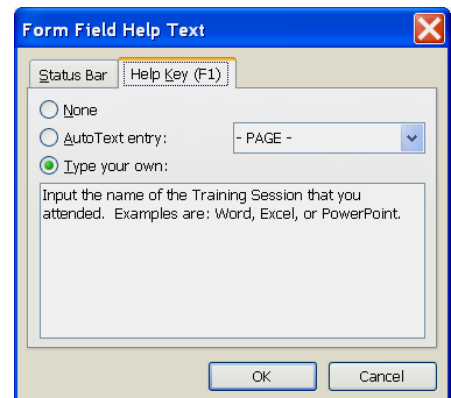 Form Field Help Text
Status Bar Help Key (F1)
None
AutoText entry: - PAGE -
Type your own:
Input the name of the Training Session that you
attended. Examples are: Word, Excel, or PowerPoint.
OK Cancel